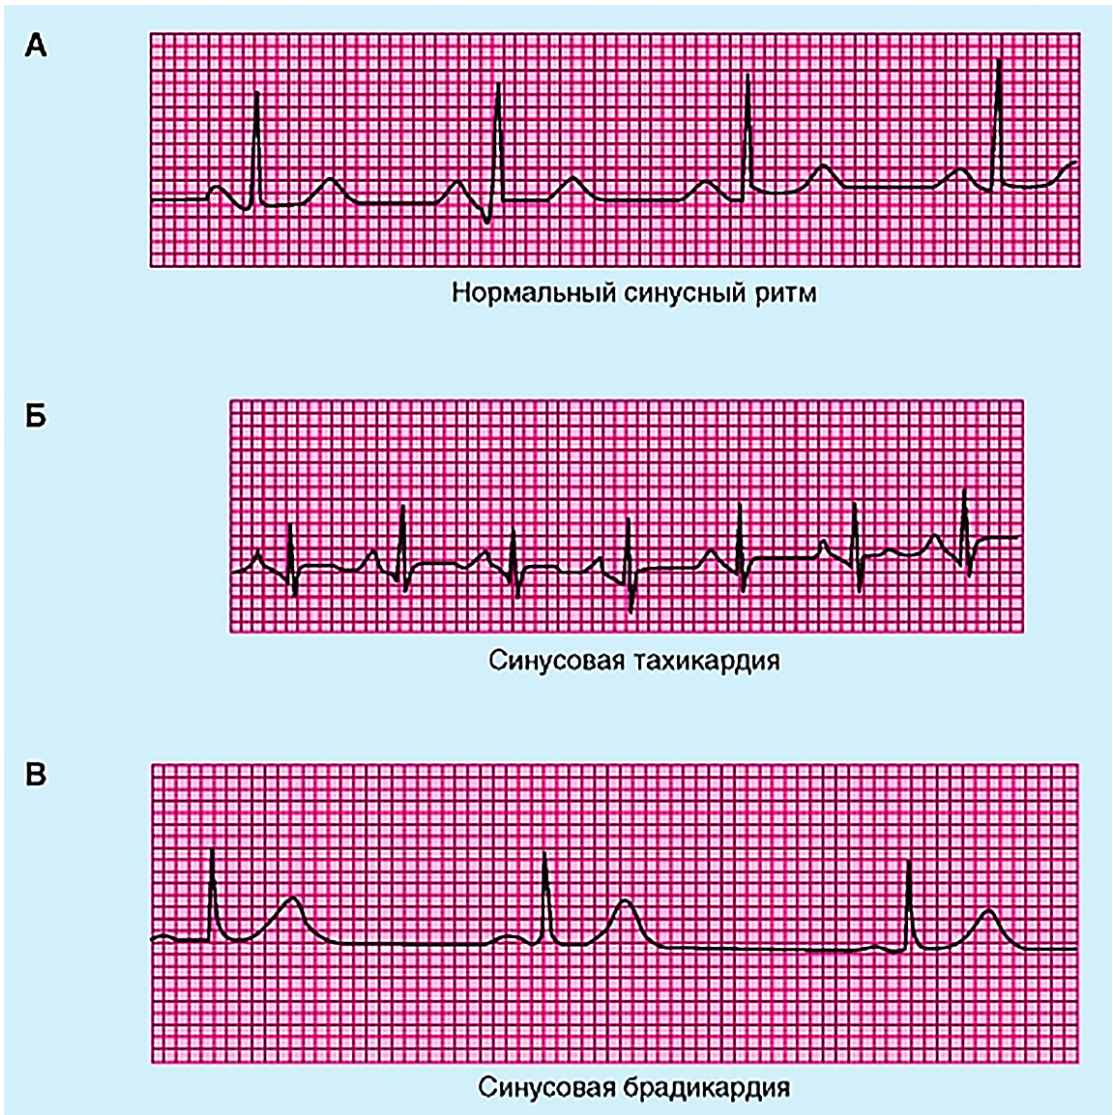 А
Нормальный синусный ритм
Б
Синусовая тахикардия
В
Синусовая брадикардия